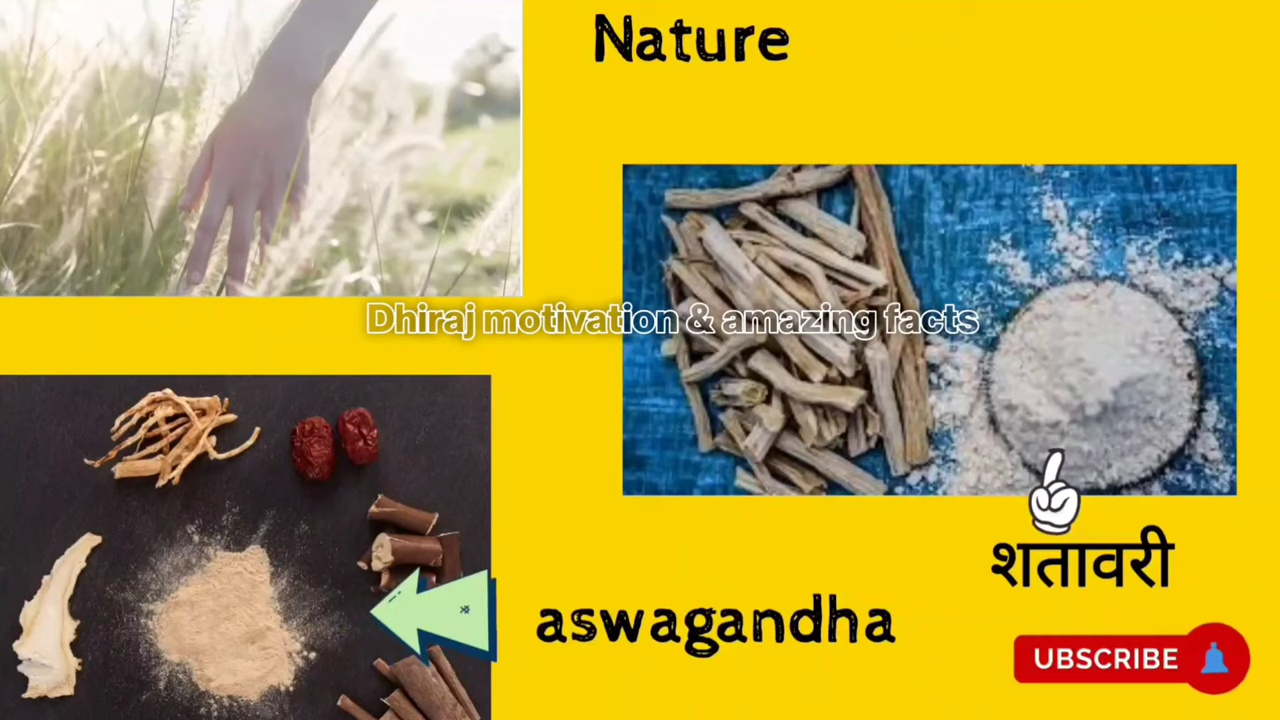 Nature
Dhiraj motivation & amazing facts
शतावरी
aswagandha
UBSCRIBE